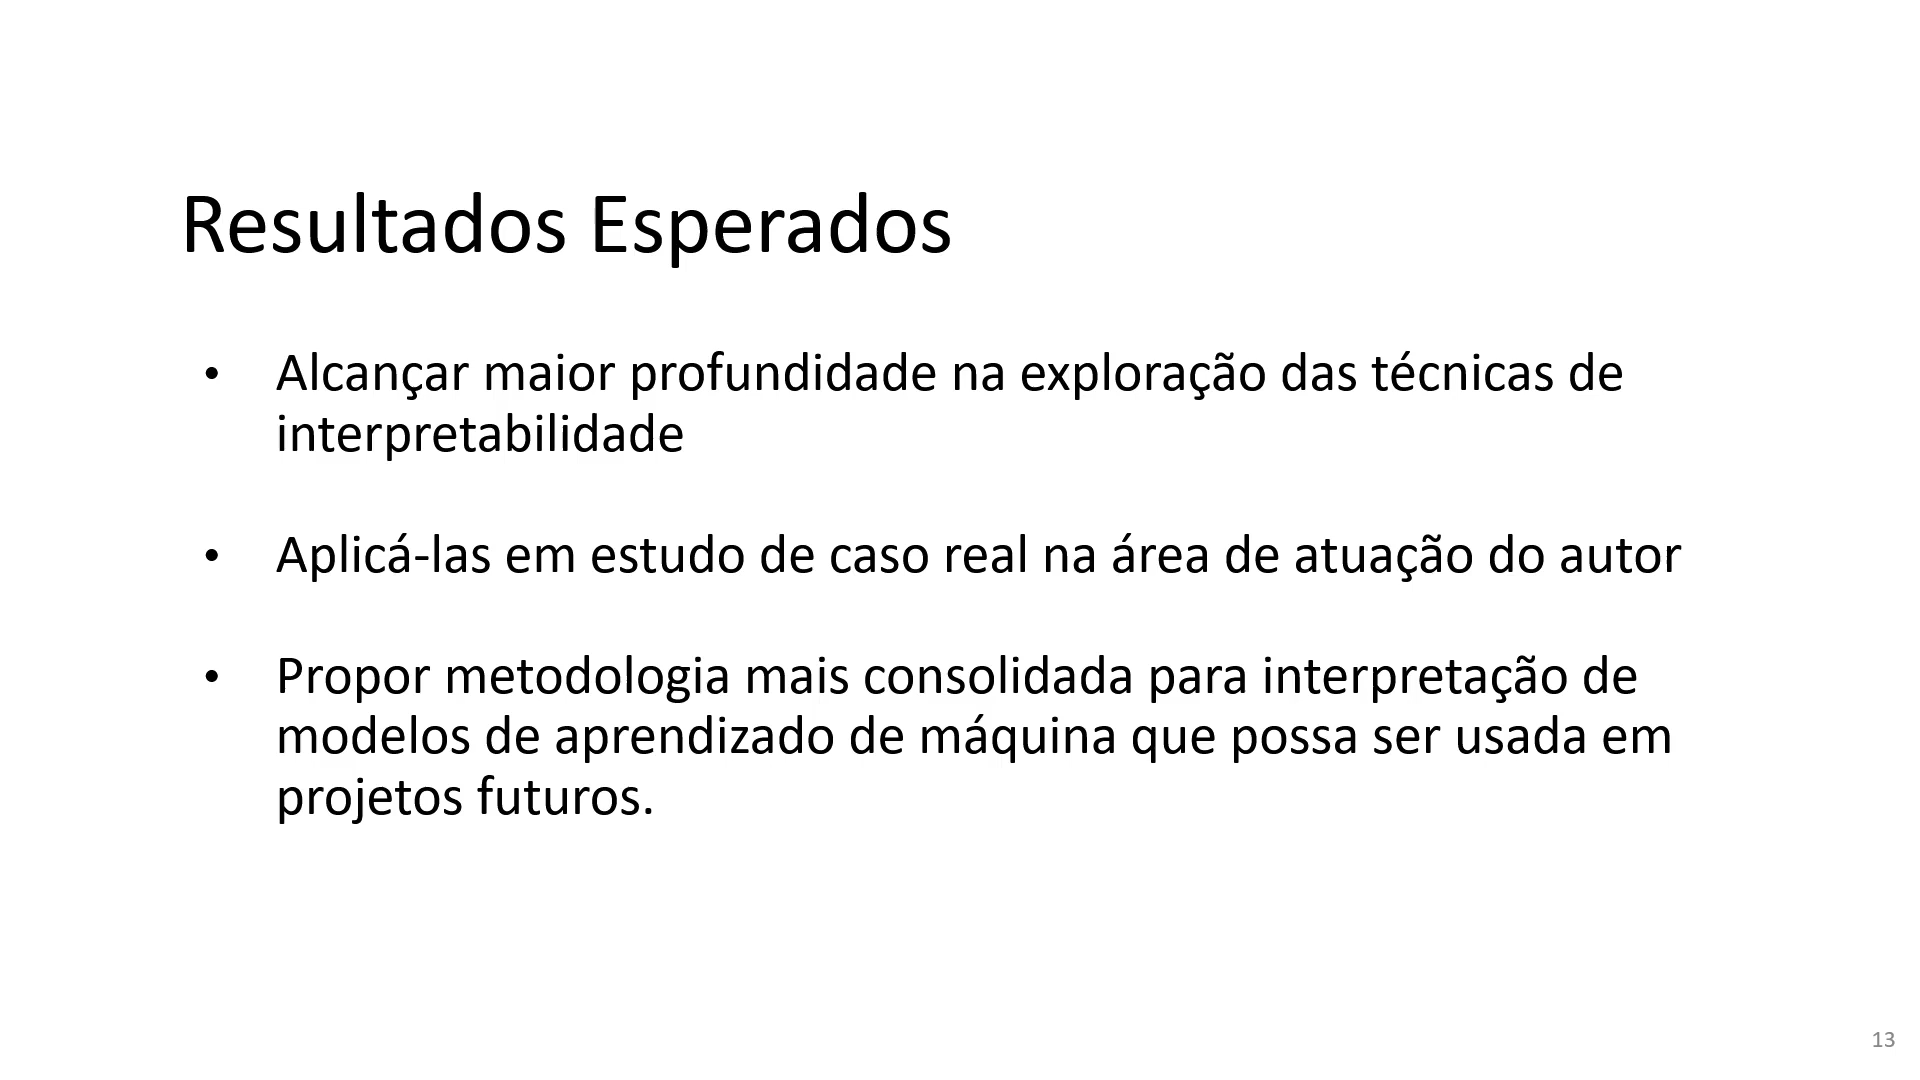 Resultados Esperados
• Alcançar maior profundidade na exploração das técnicas de
interpretabilidade
• Aplicá-las em estudo de caso real na área de atuação do autor
• Propor metodologia mais consolidada para interpretação de
modelos de aprendizado de máquina que possa ser usada em
projetos futuros.
13